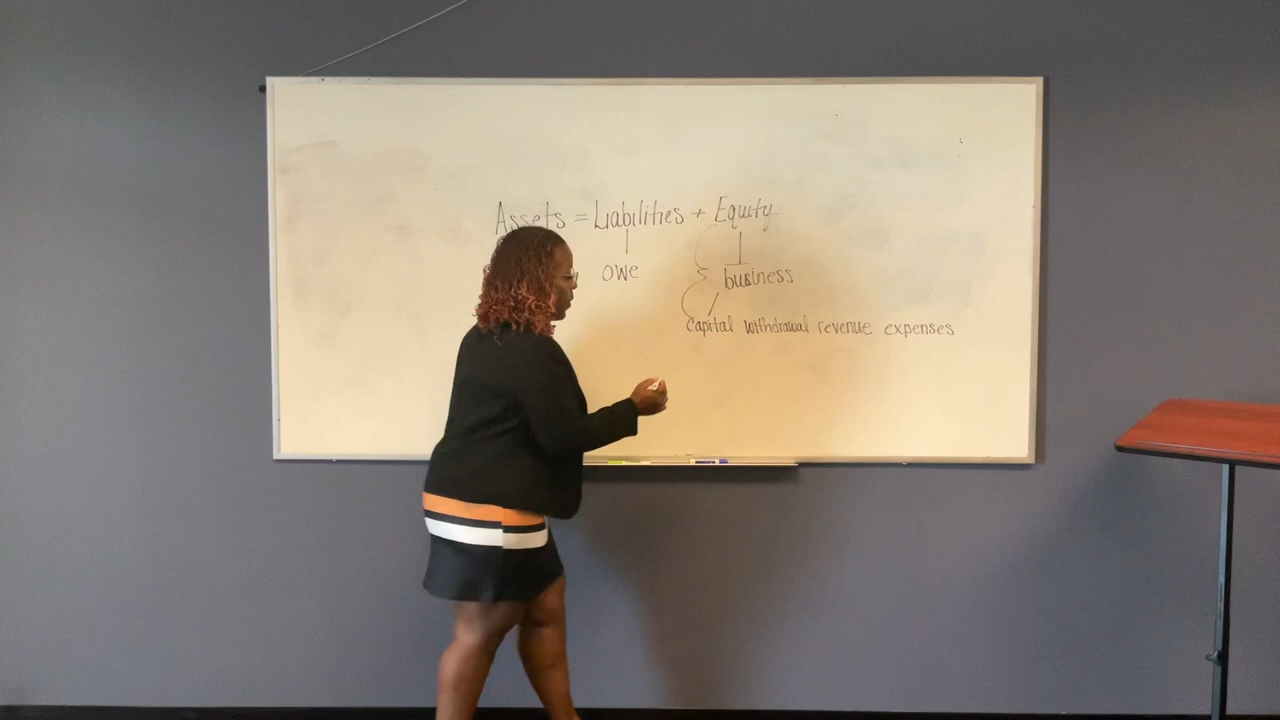 Assets = Liabilities + Equity
owe
business
capital withdrawal revenue expenses